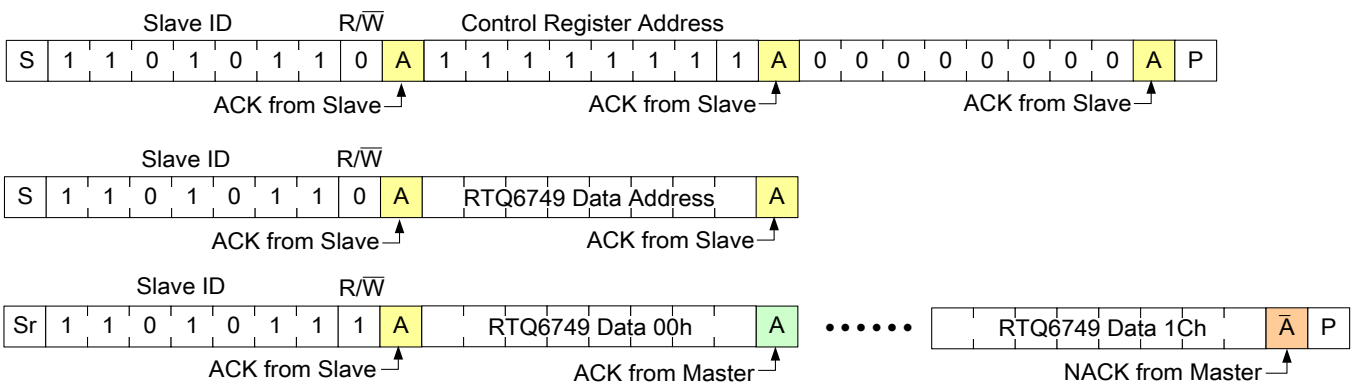 Slave ID R/W̅ Control Register Address
S 1 1 0 1 0 1 1 0 A 1 1 1 1 1 1 1 1 A 0 0 0 0 0 0 0 0 A P
ACK from Slave ACK from Slave ACK from Slave
Slave ID R/W̅
S 1 1 0 1 0 1 1 0 A RTQ6749 Data Address A
ACK from Slave ACK from Slave
Slave ID R/W̅
Sr 1 1 0 1 0 1 1 1 A RTQ6749 Data 00h A •••••• RTQ6749 Data 1Ch A̅ P
ACK from Slave ACK from Master NACK from Master